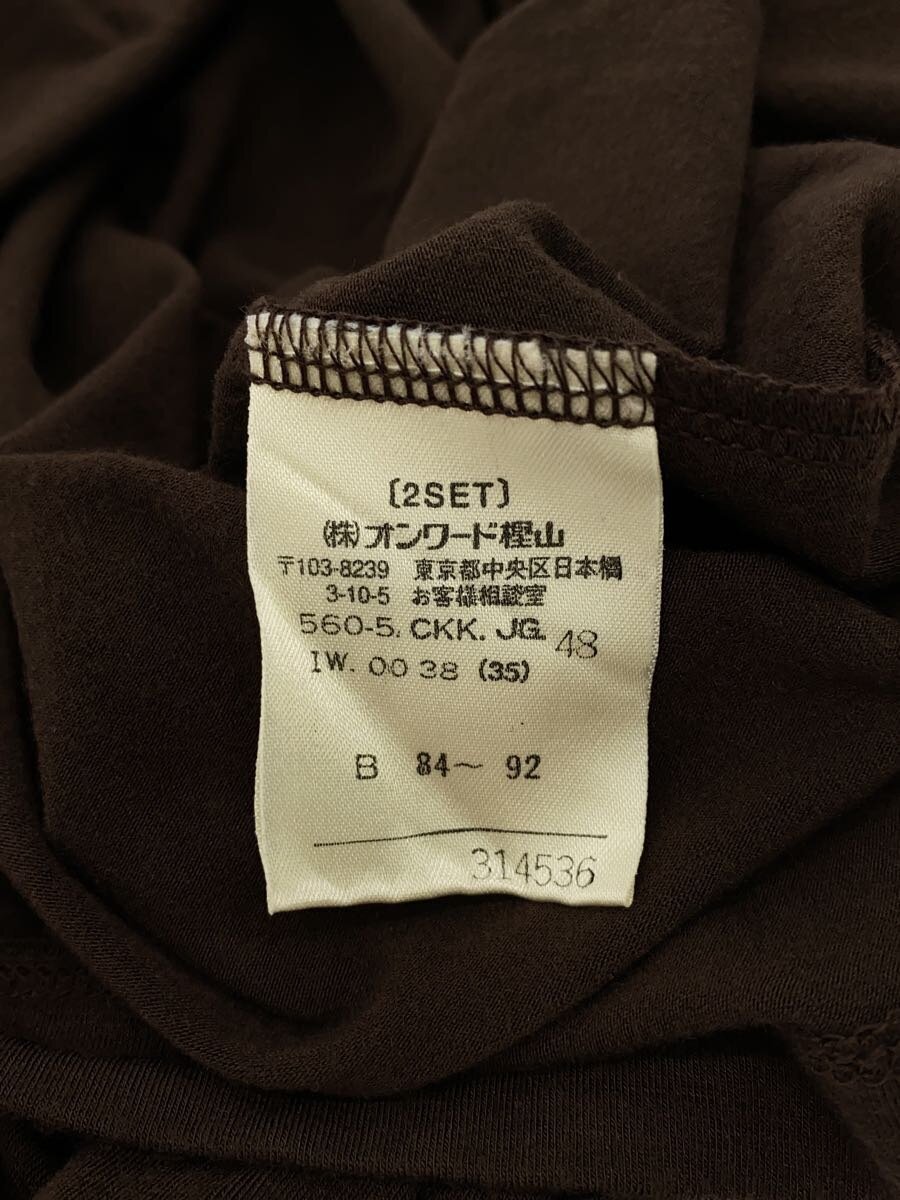 〔2SET〕
(株)オンワード樫山
〒103-8239 東京都中央区日本橋
3-10-5 お客様相談室
560-5. CKK. JG. 48
IW. 00 38 (35)
B 84〜 92
314536